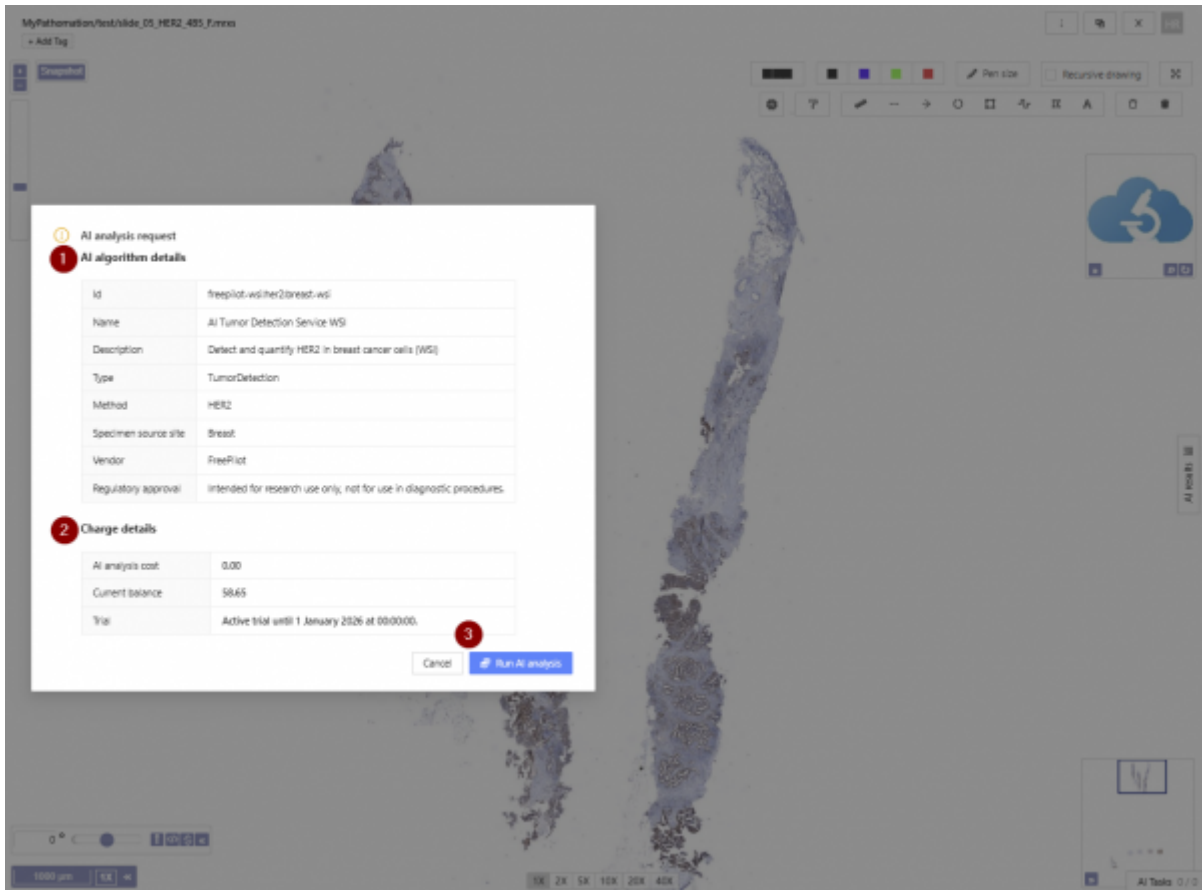 MyPathomation/test/slide_05_HER2_4B5_F.mrxs
+ Add Tag
Snapshot
Pen size
Recursive drawing
AI analysis request
1 AI algorithm details
Id freepilot-wsi:her2:breast-wsi
Name AI Tumor Detection Service WSI
Description Detect and quantify HER2 in breast cancer cells (WSI)
Type TumorDetection
Method HER2
Specimen source site Breast
Vendor FreePilot
Regulatory approval Intended for research use only, not for use in diagnostic procedures.
2 Charge details
AI analysis cost 0.00
Current balance 58.65
Trial Active trial until 1 January 2026 at 00:00:00.
3
Cancel Run AI analysis
AI Results
0°
1000 µm 1X
1X 2X 5X 10X 20X 40X
AI Tasks 0 / 0